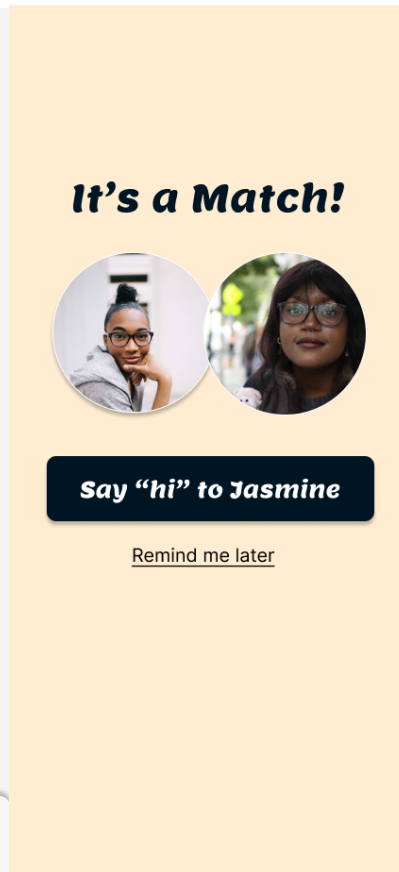 It’s a Match!
Say “hi” to Jasmine
Remind me later